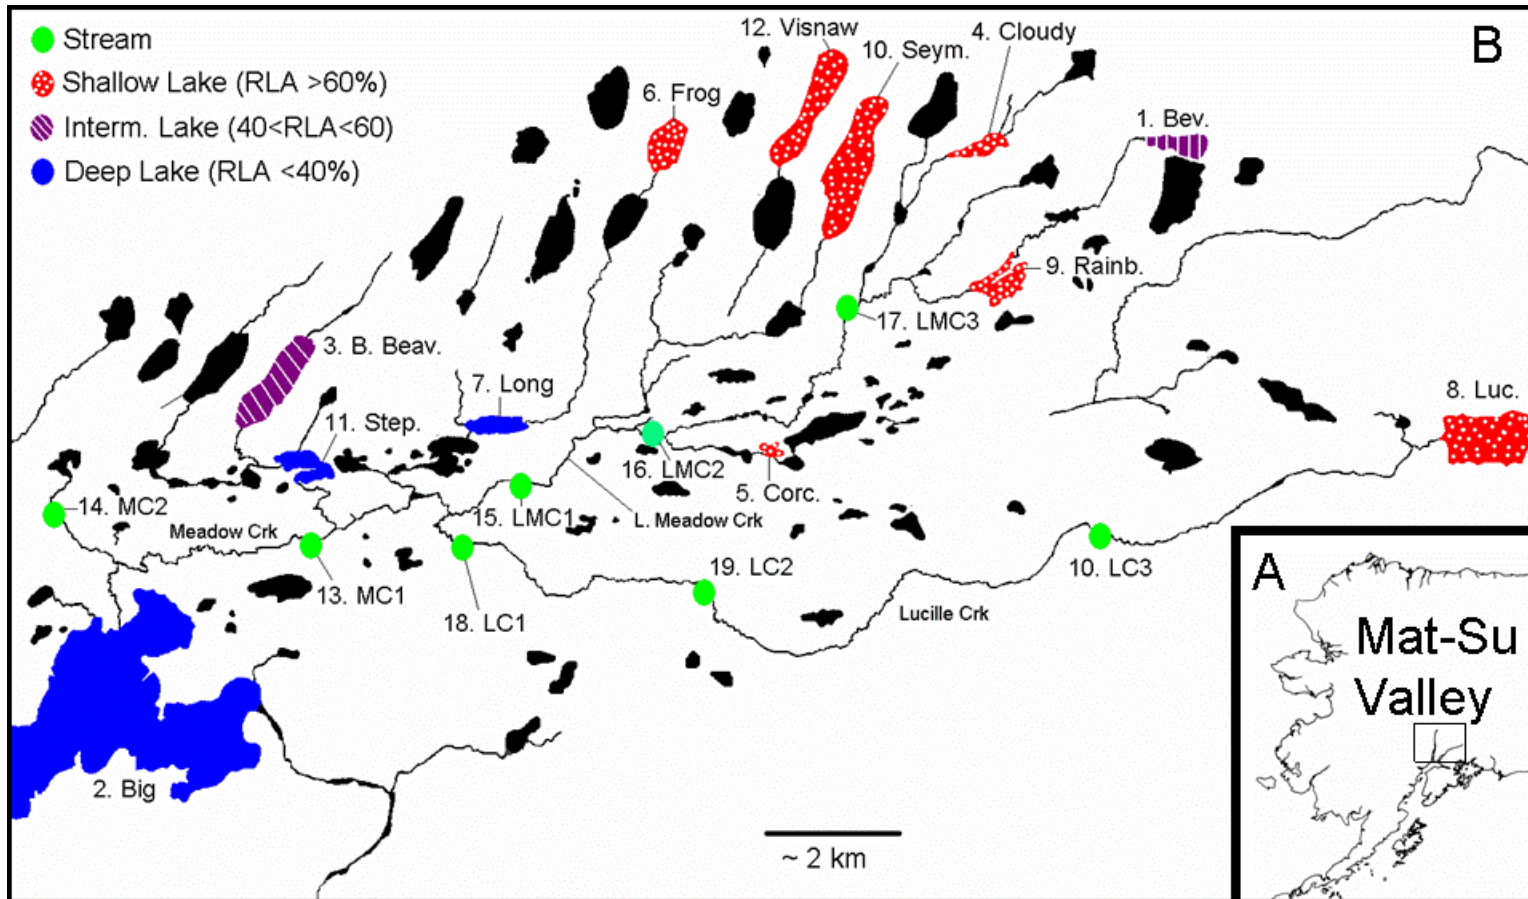 Stream
Shallow Lake (RLA >60%)
Interm. Lake (40<RLA<60)
Deep Lake (RLA <40%)
12. Visnaw
10. Seym.
4. Cloudy
B
6. Frog
1. Bev.
9. Rainb.
17. LMC3
3. B. Beav.
7. Long
8. Luc.
11. Step.
16. LMC2
5. Corc.
14. MC2
Meadow Crk
15. LMC1
L. Meadow Crk
13. MC1
18. LC1
19. LC2
10. LC3
Lucille Crk
2. Big
~ 2 km
A
Mat-Su
Valley